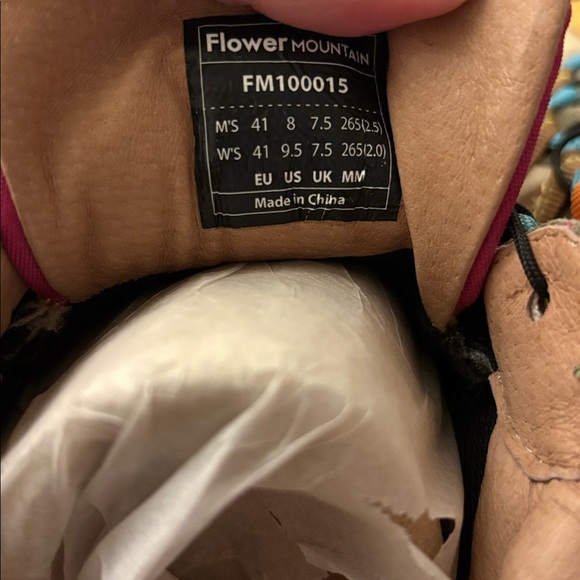 Flower MOUNTAIN
FM100015
M'S 41 8 7.5 265(2.5)
W'S 41 9.5 7.5 265(2.0)
EU US UK MM
Made in China